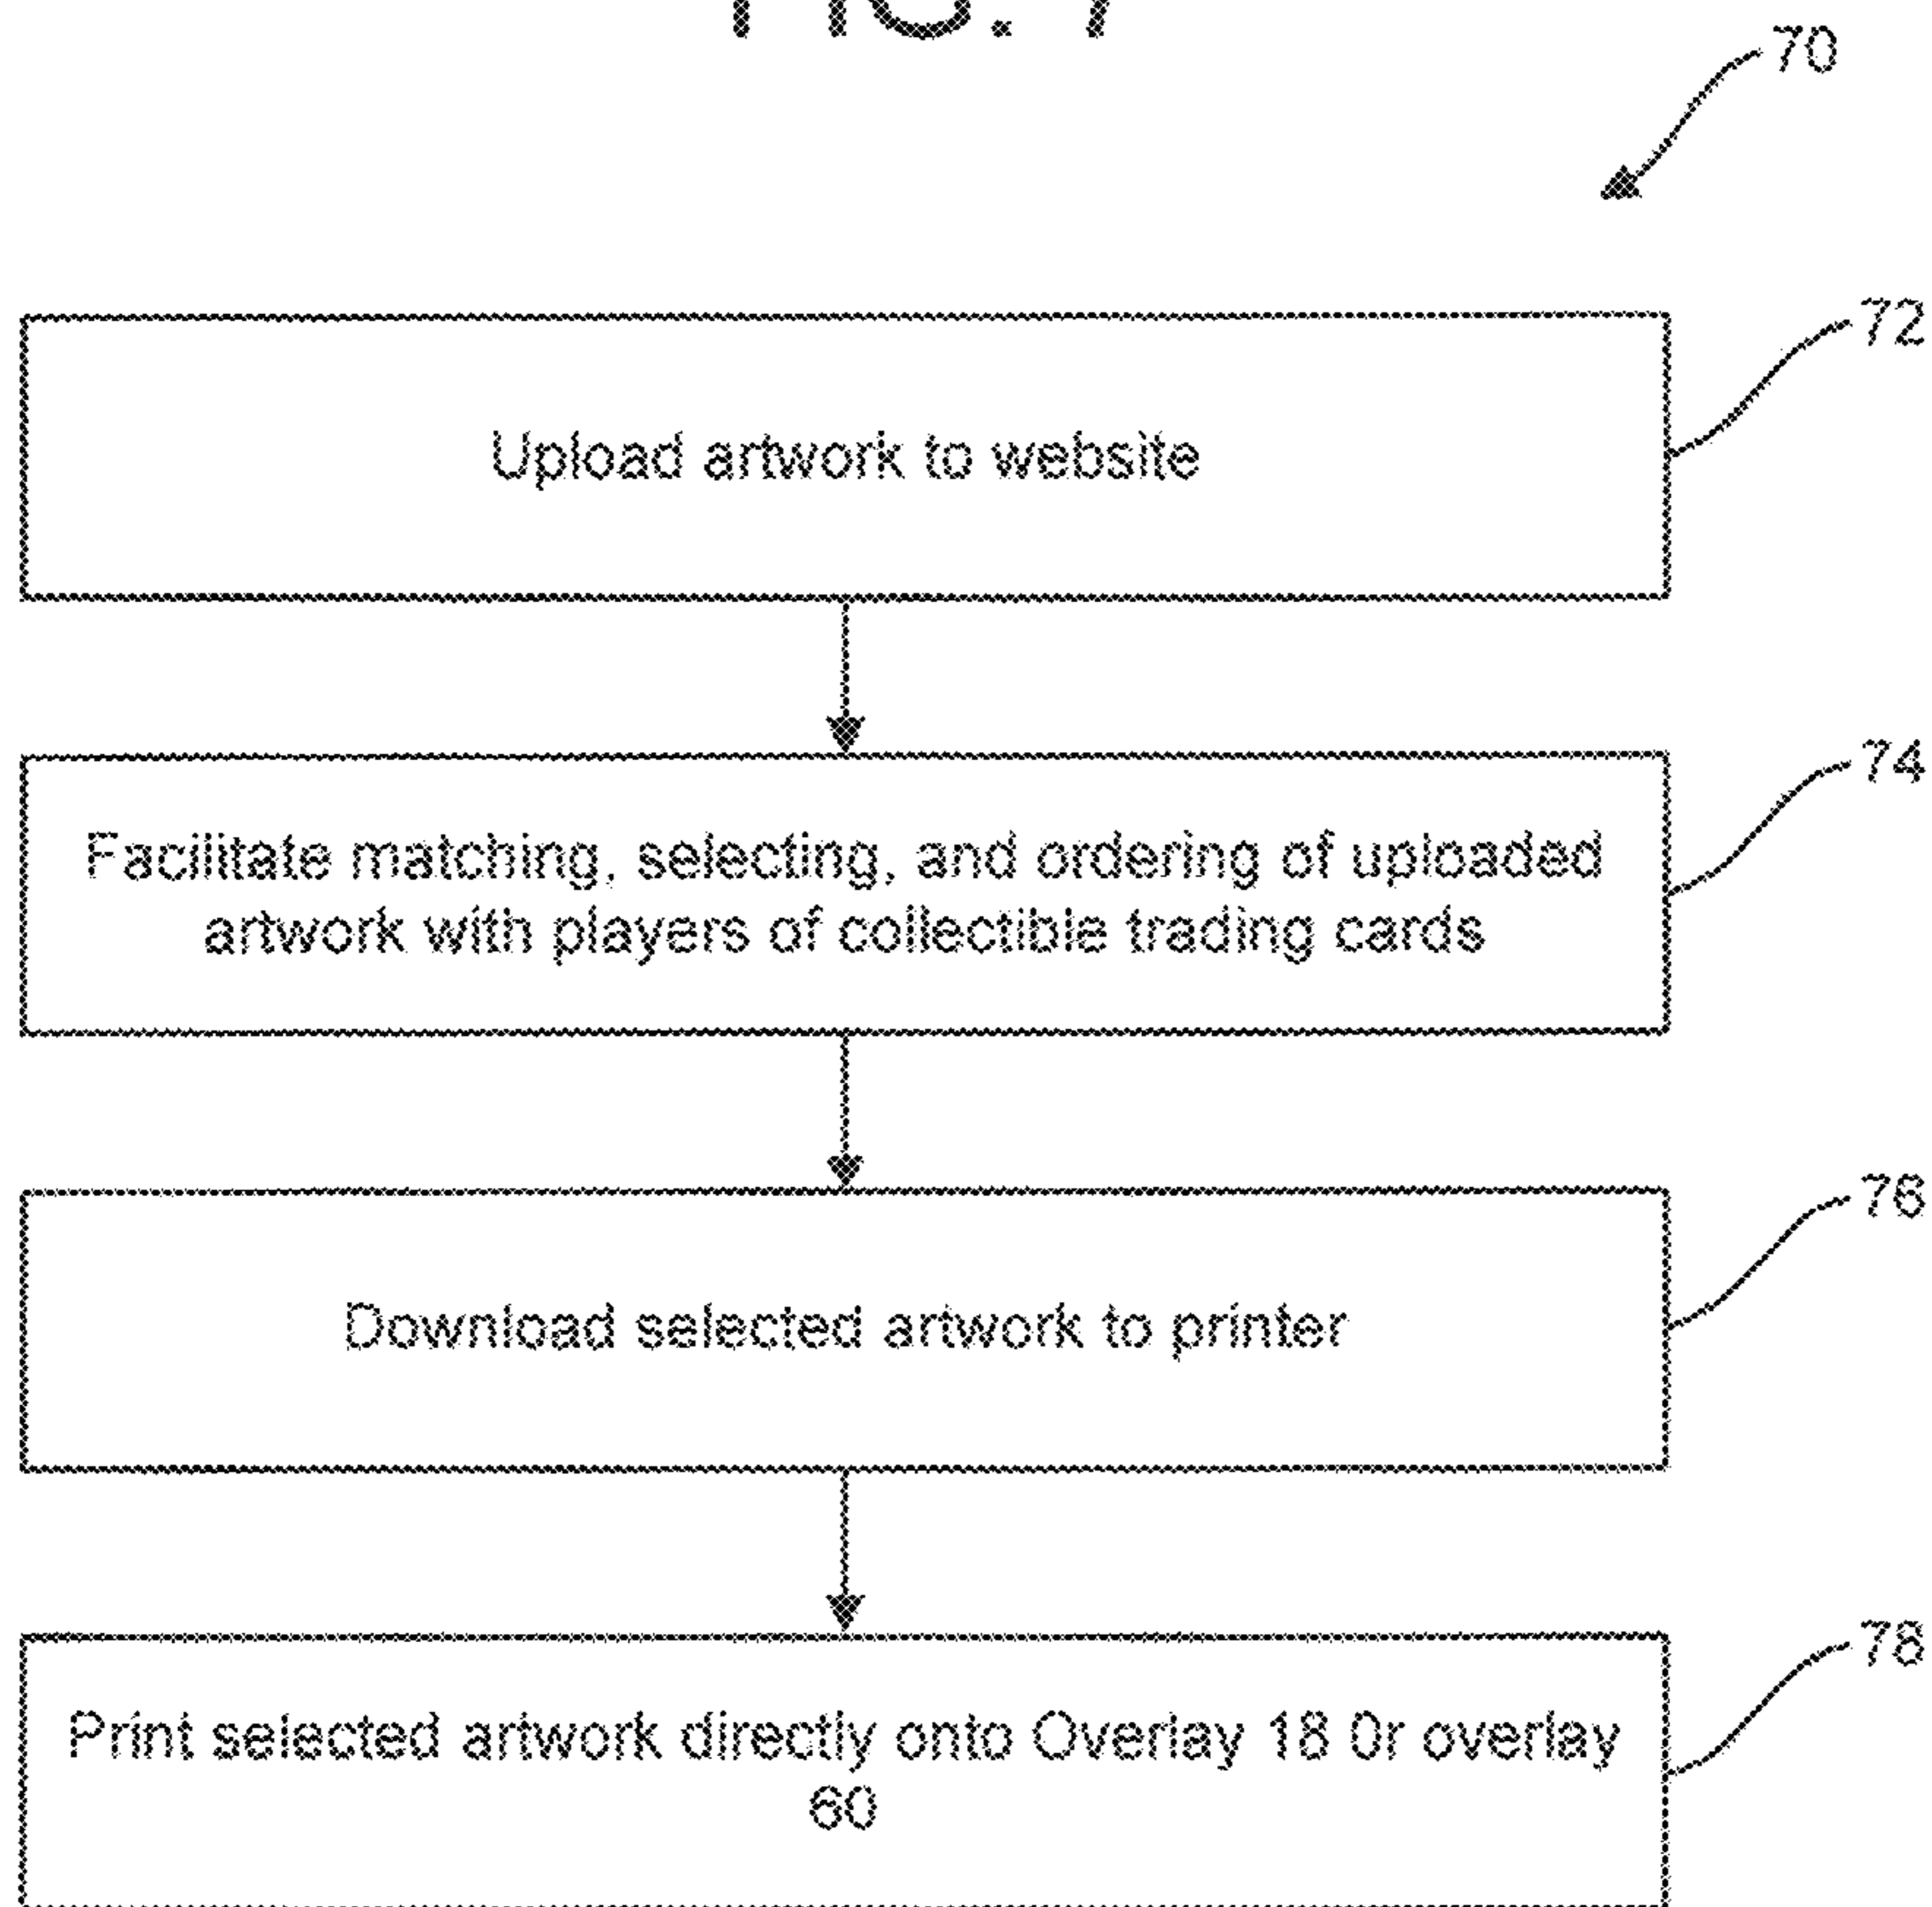 FIG. 7
70
72
Upload artwork to website
74
Facilitate matching, selecting, and ordering of uploaded
artwork with players of collectible trading cards
76
Download selected artwork to printer
78
Print selected artwork directly onto Overlay 18 0r overlay
60